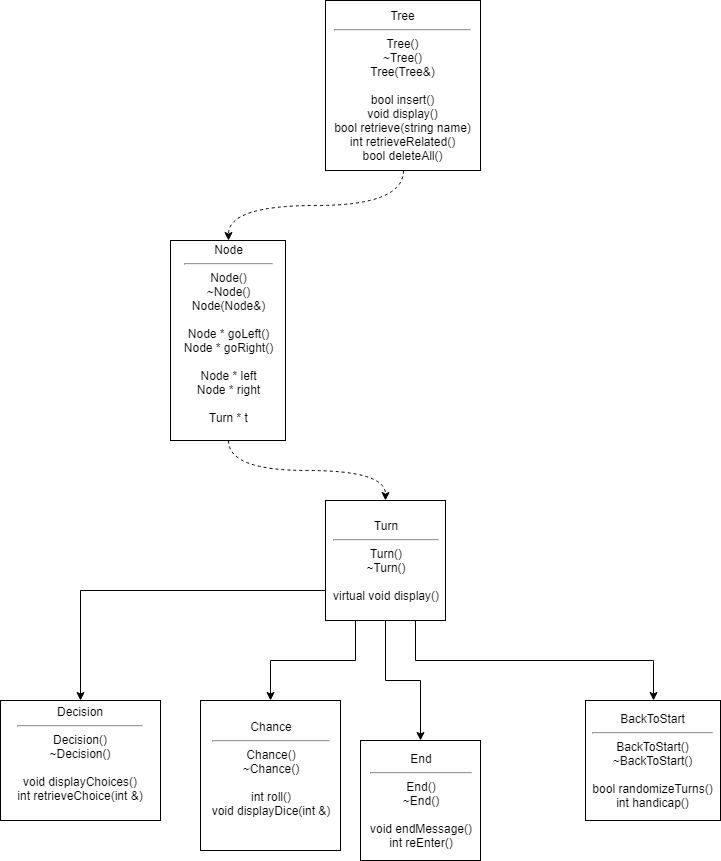 Tree
Tree()
~Tree()
Tree(Tree&)
bool insert()
void display()
bool retrieve(string name)
int retrieveRelated()
bool deleteAll()
Node
Node()
~Node()
Node(Node&)
Node * goLeft()
Node * goRight()
Node * left
Node * right
Turn * t
Turn
Turn()
~Turn()
virtual void display()
Decision
Decision()
~Decision()
void displayChoices()
int retrieveChoice(int &)
Chance
Chance()
~Chance()
int roll()
void displayDice(int &)
End
End()
~End()
void endMessage()
int reEnter()
BackToStart
BackToStart()
~BackToStart()
bool randomizeTurns()
int handicap()